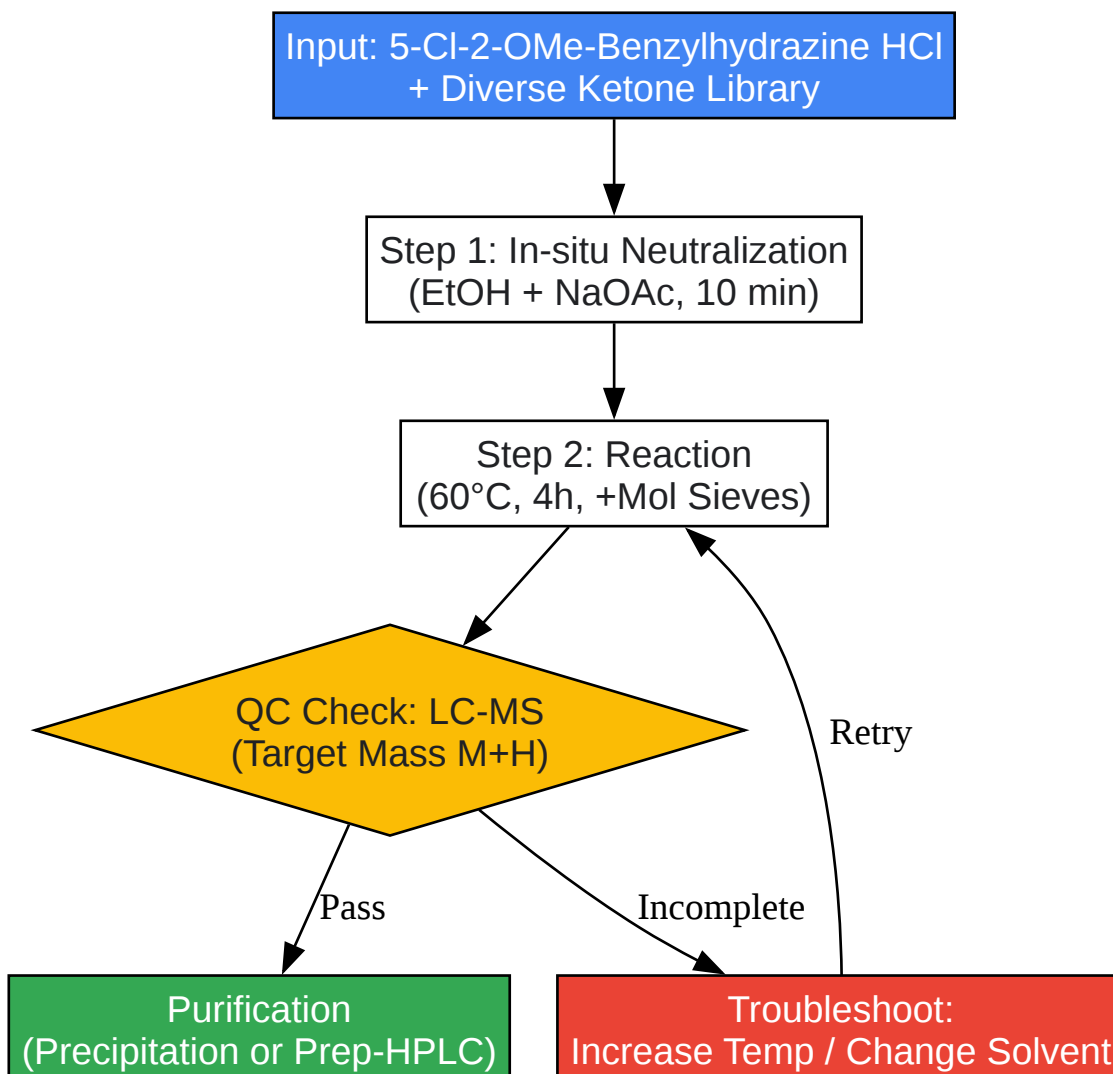 Input: 5-Cl-2-OMe-Benzylhydrazine HCl
+ Diverse Ketone Library
Step 1: In-situ Neutralization
(EtOH + NaOAc, 10 min)
Step 2: Reaction
(60°C, 4h, +Mol Sieves)
QC Check: LC-MS
(Target Mass M+H)
Retry
Pass
Incomplete
Purification
(Precipitation or Prep-HPLC)
Troubleshoot:
Increase Temp / Change Solvent